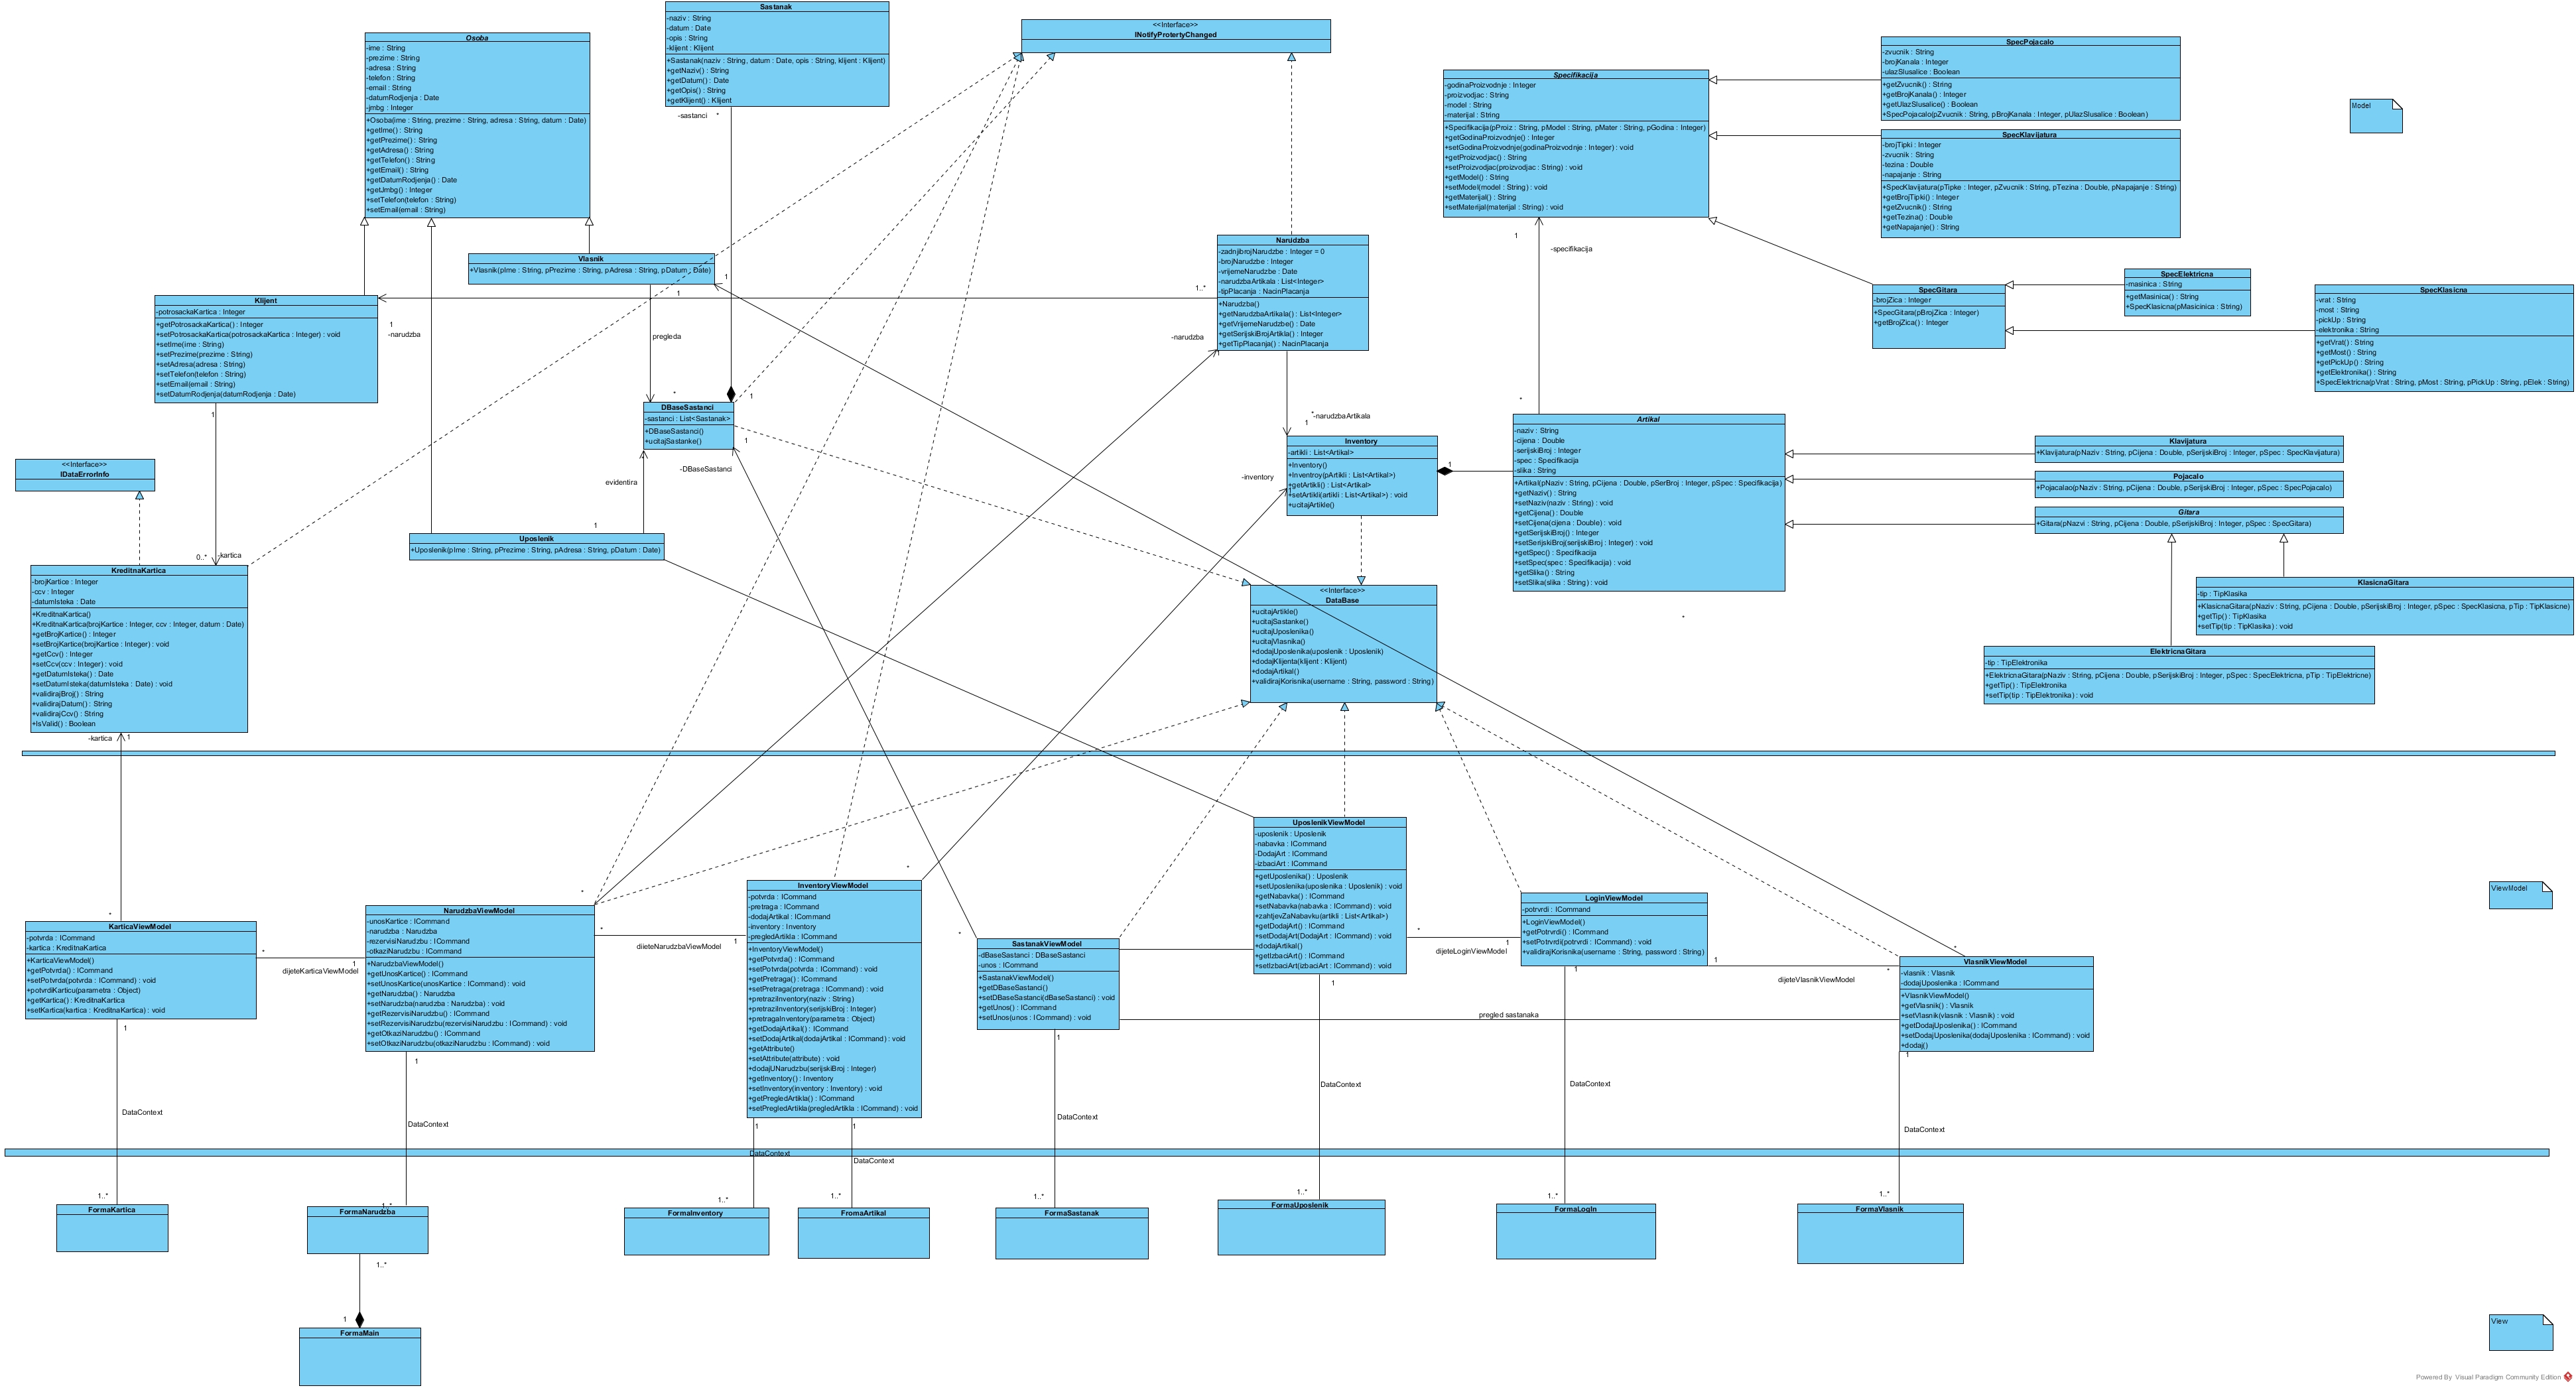 Sastanak
-naziv : String
-datum : Date
-opis : String
-klijent : Klijent
+Sastanak(naziv : String, datum : Date, opis : String, klijent : Klijent)
+getNaziv() : String
+getDatum() : Date
+getOpis() : String
+getKlijent() : Klijent
-sastanci
*
<<Interface>>
INotifyProtertyChanged
Osoba
-ime : String
-prezime : String
-adresa : String
-telefon : String
-email : String
-datumRodjenja : Date
-jmbg : Integer
+Osoba(ime : String, prezime : String, adresa : String, datum : Date)
+getIme() : String
+getPrezime() : String
+getAdresa() : String
+getTelefon() : String
+getEmail() : String
+getDatumRodjenja() : Date
+getJmbg() : Integer
+setTelefon(telefon : String)
+setEmail(email : String)
Specifikacija
-godinaProizvodnje : Integer
-proizvodjac : String
-model : String
-materijal : String
+Specifikacija(pProiz : String, pModel : String, pMater : String, pGodina : Integer)
+getGodinaProizvodnje() : Integer
+setGodinaProizvodnje(godinaProizvodnje : Integer) : void
+getProizvodjac() : String
+setProizvodjac(proizvodjac : String) : void
+getModel() : String
+setModel(model : String) : void
+getMaterijal() : String
+setMaterijal(materijal : String) : void
1
-specifikacija
*
SpecPojacalo
-zvucnik : String
-brojKanala : Integer
-ulazSlusalice : Boolean
+getZvucnik() : String
+getBrojKanala() : Integer
+getUlazSlusalice() : Boolean
+SpecPojacalo(pZvucnik : String, pBrojKanala : Integer, pUlazSlusalice : Boolean)
Model
SpecKlavijatura
-brojTipki : Integer
-zvucnik : String
-tezina : Double
-napajanje : String
+SpecKlavijatura(pTipke : Integer, pZvucnik : String, pTezina : Double, pNapajanje : String)
+getBrojTipki() : Integer
+getZvucnik() : String
+getTezina() : Double
+getNapajanje() : String
Vlasnik
+Vlasnik(pIme : String, pPrezime : String, pAdresa : String, pDatum : Date)
1
1
pregleda
*
Narudzba
-zadnjibrojNarudzbe : Integer = 0
-brojNarudzbe : Integer
-vrijemeNarudzbe : Date
-narudzbaArtikala : List<Integer>
-tipPlacanja : NacinPlacanja
+Narudzba()
+getNarudzbaArtikala() : List<Integer>
+getVrijemeNarudzbe() : Date
+getSerijskiBrojArtikla() : Integer
+getTipPlacanja() : NacinPlacanja
1..*
-narudzba
1
SpecElektricna
-masinica : String
+getMasinica() : String
+SpecKlasicna(pMasicinica : String)
SpecGitara
-brojZica : Integer
+SpecGitara(pBrojZica : Integer)
+getBrojZica() : Integer
SpecKlasicna
-vrat : String
-most : String
-pickUp : String
-elektronika : String
+getVrat() : String
+getMost() : String
+getPickUp() : String
+getElektronika() : String
+SpecElektricna(pVrat : String, pMost : String, pPickUp : String, pElek : String)
Klijent
-potrosackaKartica : Integer
+getPotrosackaKartica() : Integer
+setPotrosackaKartica(potrosackaKartica : Integer) : void
+setIme(ime : String)
+setPrezime(prezime : String)
+setAdresa(adresa : String)
+setTelefon(telefon : String)
+setEmail(email : String)
+setDatumRodjenja(datumRodjenja : Date)
1
-narudzba
1
0..*
-kartica
DBaseSastanci
-sastanci : List<Sastanak>
+DBaseSastanci()
+ucitajSastanke()
1
1
-DBaseSastanci
evidentira
1
*
-narudzbaArtikala
1
Inventory
-artikli : List<Artikal>
+Inventory()
+Inventroy(pArtikli : List<Artikal>)
+getArtikli() : List<Artikal>
+setArtikli(artikli : List<Artikal>) : void
+ucitajArtikle()
-inventory
1
Artikal
-naziv : String
-cijena : Double
-serijskiBroj : Integer
-spec : Specifikacija
-slika : String
+Artikal(pNaziv : String, pCijena : Double, pSerBroj : Integer, pSpec : Specifikacija)
+getNaziv() : String
+setNaziv(naziv : String) : void
+getCijena() : Double
+setCijena(cijena : Double) : void
+getSerijskiBroj() : Integer
+setSerijskiBroj(serijskiBroj : Integer) : void
+getSpec() : Specifikacija
+setSpec(spec : Specifikacija) : void
+getSlika() : String
+setSlika(slika : String) : void
*
Klavijatura
+Klavijatura(pNaziv : String, pCijena : Double, pSerijskiBroj : Integer, pSpec : SpecKlavijatura)
Pojacalo
+Pojacalao(pNaziv : String, pCijena : Double, pSerijskiBroj : Integer, pSpec : SpecPojacalo)
Gitara
+Gitara(pNazvi : String, pCijena : Double, pSerijskiBroj : Integer, pSpec : SpecGitara)
KlasicnaGitara
-tip : TipKlasika
+KlasicnaGitara(pNaziv : String, pCijena : Double, pSerijskiBroj : Integer, pSpec : SpecKlasicna, pTip : TipKlasicne)
+getTip() : TipKlasika
+setTip(tip : TipKlasika) : void
ElektricnaGitara
-tip : TipElektronika
+ElektricnaGitara(pNaziv : String, pCijena : Double, pSerijskiBroj : Integer, pSpec : SpecElektricna, pTip : TipElektricne)
+getTip() : TipElektronika
+setTip(tip : TipElektronika) : void
<<Interface>>
IDataErrorInfo
Uposlenik
+Uposlenik(pIme : String, pPrezime : String, pAdresa : String, pDatum : Date)
KreditnaKartica
-brojKartice : Integer
-ccv : Integer
-datumIsteka : Date
+KreditnaKartica()
+KreditnaKartica(brojKartice : Integer, ccv : Integer, datum : Date)
+getBrojKartice() : Integer
+setBrojKartice(brojKartice : Integer) : void
+getCcv() : Integer
+setCcv(ccv : Integer) : void
+getDatumIsteka() : Date
+setDatumIsteka(datumIsteka : Date) : void
+validirajBroj() : String
+validirajDatum() : String
+validirajCcv() : String
+IsValid() : Boolean
-kartica
1
*
<<Interface>>
DataBase
+ucitajArtikle()
+ucitajSastanke()
+ucitajUposlenika()
+ucitajVlasnika()
+dodajUposlenika(uposlenik : Uposlenik)
+dodajKlijenta(klijent : Klijent)
+dodajArtikal()
+validirajKorisnika(username : String, password : String)
KarticaViewModel
-potvrda : ICommand
-kartica : KreditnaKartica
+KarticaViewModel()
+getPotvrda() : ICommand
+setPotvrda(potvrda : ICommand) : void
+potvrdiKarticu(parametra : Object)
+getKartica() : KreditnaKartica
+setKartica(kartica : KreditnaKartica) : void
*
1
dijeteKarticaViewModel
NarudzbaViewModel
-unosKartice : ICommand
-narudzba : Narudzba
-rezervisiNarudzbu : ICommand
-otkaziNarudzbu : ICommand
+NarudzbaViewModel()
+getUnosKartice() : ICommand
+setUnosKartice(unosKartice : ICommand) : void
+getNarudzba() : Narudzba
+setNarudzba(narudzba : Narudzba) : void
+getRezervisiNarudzbu() : ICommand
+setRezervisiNarudzbu(rezervisiNarudzbu : ICommand) : void
+getOtkaziNarudzbu() : ICommand
+setOtkaziNarudzbu(otkaziNarudzbu : ICommand) : void
*
*
1
dijeteNarudzbaViewModel
InventoryViewModel
-potvrda : ICommand
-pretraga : ICommand
-dodajArtikal : ICommand
-inventory : Inventory
-pregledArtikla : ICommand
+InventoryViewModel()
+getPotvrda() : ICommand
+setPotvrda(potvrda : ICommand) : void
+getPretraga() : ICommand
+setPretraga(pretraga : ICommand) : void
+pretraziInventory(naziv : String)
+pretraziInventory(serijskiBroj : Integer)
+pretragaInventory(parametra : Object)
+getDodajArtikal() : ICommand
+setDodajArtikal(dodajArtikal : ICommand) : void
+getAttribute()
+setAttribute(attribute) : void
+dodajUNarudzbu(serijskiBroj : Integer)
+getInventory() : Inventory
+setInventory(inventory : Inventory) : void
+getPregledArtikla() : ICommand
+setPregledArtikla(pregledArtikla : ICommand) : void
*
SastanakViewModel
-dBaseSastanci : DBaseSastanci
-unos : ICommand
+SastanakViewModel()
+getDBaseSastanci()
+setDBaseSastanci(dBaseSastanci) : void
+getUnos() : ICommand
+setUnos(unos : ICommand) : void
*
UposlenikViewModel
-uposlenik : Uposlenik
-nabavka : ICommand
-DodajArt : ICommand
-izbaciArt : ICommand
+getUposlenika() : Uposlenik
+setUposlenika(uposlenika : Uposlenik) : void
+getNabavka() : ICommand
+setNabavka(nabavka : ICommand) : void
+zahtjevZaNabavku(artikli : List<Artikal>)
+getDodajArt() : ICommand
+setDodajArt(DodajArt : ICommand) : void
+dodajArtikal()
+getIzbaciArt() : ICommand
+setIzbaciArt(izbaciArt : ICommand) : void
*
1
dijeteLoginViewModel
LoginViewModel
-potrvrdi : ICommand
+LoginViewModel()
+getPotrvrdi() : ICommand
+setPotrvrdi(potrvrdi : ICommand) : void
+validirajKorisnika(username : String, password : String)
1
*
dijeteVlasnikViewModel
VlasnikViewModel
-vlasnik : Vlasnik
-dodajUposlenika : ICommand
+VlasnikViewModel()
+getVlasnik() : Vlasnik
+setVlasnik(vlasnik : Vlasnik) : void
+getDodajUposlenika() : ICommand
+setDodajUposlenika(dodajUposlenika : ICommand) : void
+dodaj()
*
pregled sastanaka
ViewModel
1
DataContext
1..*
1
DataContext
1..*
1
DataContext
1..*
1
DataContext
1..*
1
DataContext
1..*
1
DataContext
1..*
1
DataContext
1..*
1
DataContext
1..*
FormaKartica
FormaNarudzba
FormaInventory
FromaArtikal
FormaSastanak
FormaUposlenik
FormaLogIn
FormaVlasnik
1..*
1
FormaMain
View
Powered By Visual Paradigm Community Edition